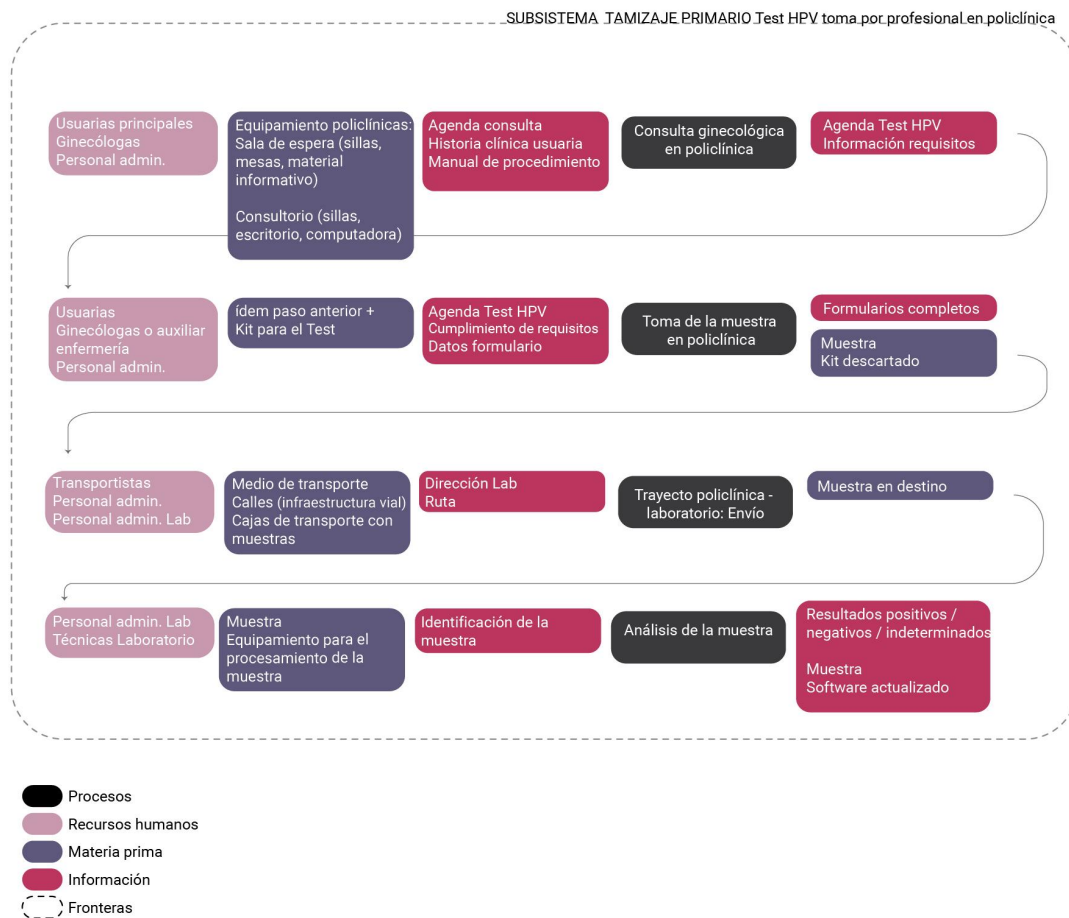 SUBSISTEMA TAMIZAJE PRIMARIO Test HPV toma por profesional en policlínica
Usuarias principales
Ginecólogas
Personal admin.
Equipamiento policlínicas:
Sala de espera (sillas,
mesas, material
informativo)
Consultorio (sillas,
escritorio, computadora)
Agenda consulta
Historia clínica usuaria
Manual de procedimiento
Consulta ginecológica
en policlínica
Agenda Test HPV
Información requisitos
Usuarias
Ginecólogas o auxiliar
enfermería
Personal admin.
ídem paso anterior +
Kit para el Test
Agenda Test HPV
Cumplimiento de requisitos
Datos formulario
Toma de la muestra
en policlínica
Formularios completos
Muestra
Kit descartado
Transportistas
Personal admin.
Personal admin. Lab
Medio de transporte
Calles (infraestructura vial)
Cajas de transporte con
muestras
Dirección Lab
Ruta
Trayecto policlínica -
laboratorio: Envío
Muestra en destino
Personal admin. Lab
Técnicas Laboratorio
Muestra
Equipamiento para el
procesamiento de la
muestra
Identificación de la
muestra
Análisis de la muestra
Resultados positivos /
negativos / indeterminados
Muestra
Software actualizado
Procesos
Recursos humanos
Materia prima
Información
Fronteras